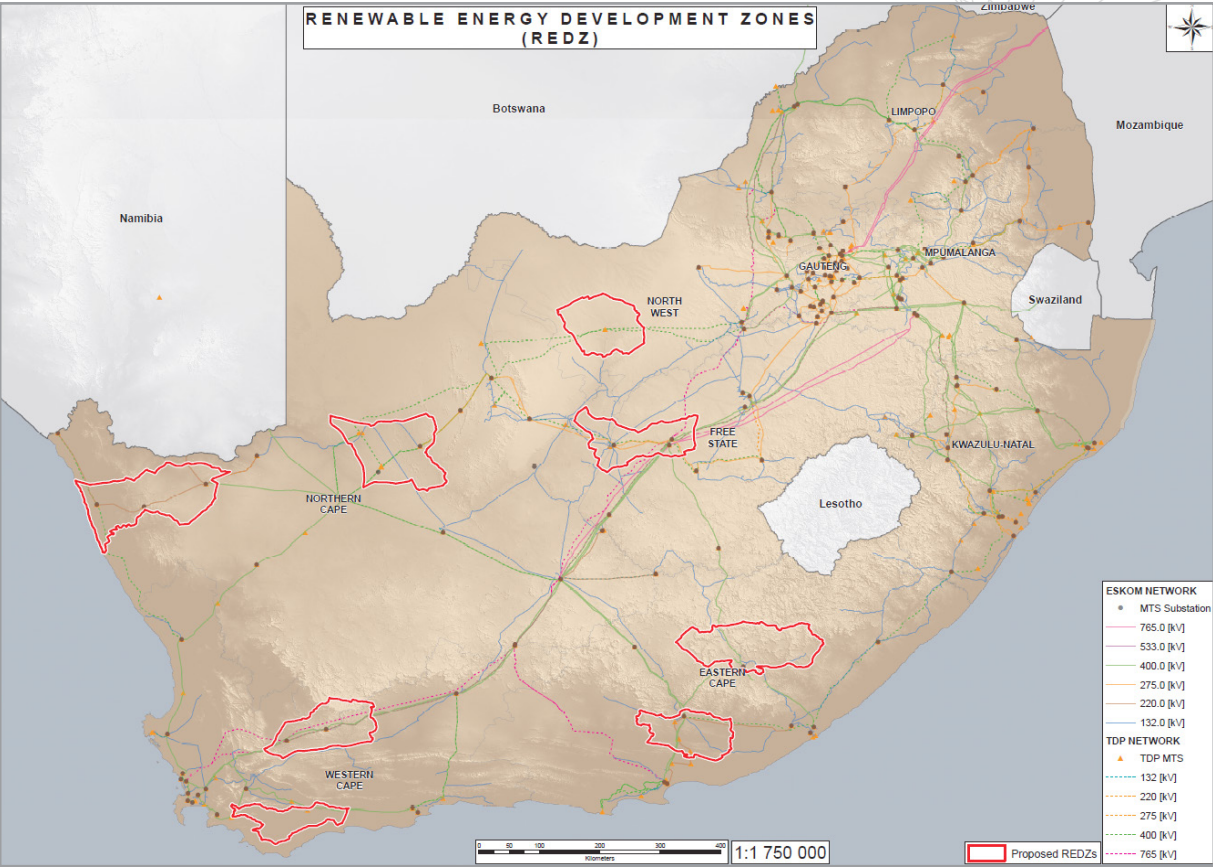 RENEWABLE ENERGY DEVELOPMENT ZONES
(REDZ)
Zimbabwe
Botswana
LIMPOPO
Mozambique
Namibia
MPUMALANGA
GAUTENG
Swaziland
NORTH
WEST
FREE
STATE
KWAZULU-NATAL
NORTHERN
CAPE
Lesotho
EASTERN
CAPE
WESTERN
CAPE
ESKOM NETWORK
MTS Substation
765.0 [kV]
533.0 [kV]
400.0 [kV]
275.0 [kV]
220.0 [kV]
132.0 [kV]
TDP NETWORK
TDP MTS
132 [kV]
220 [kV]
275 [kV]
400 [kV]
765 [kV]
0 50 100 200 300 400
Kilometers
1:1 750 000
Proposed REDZs